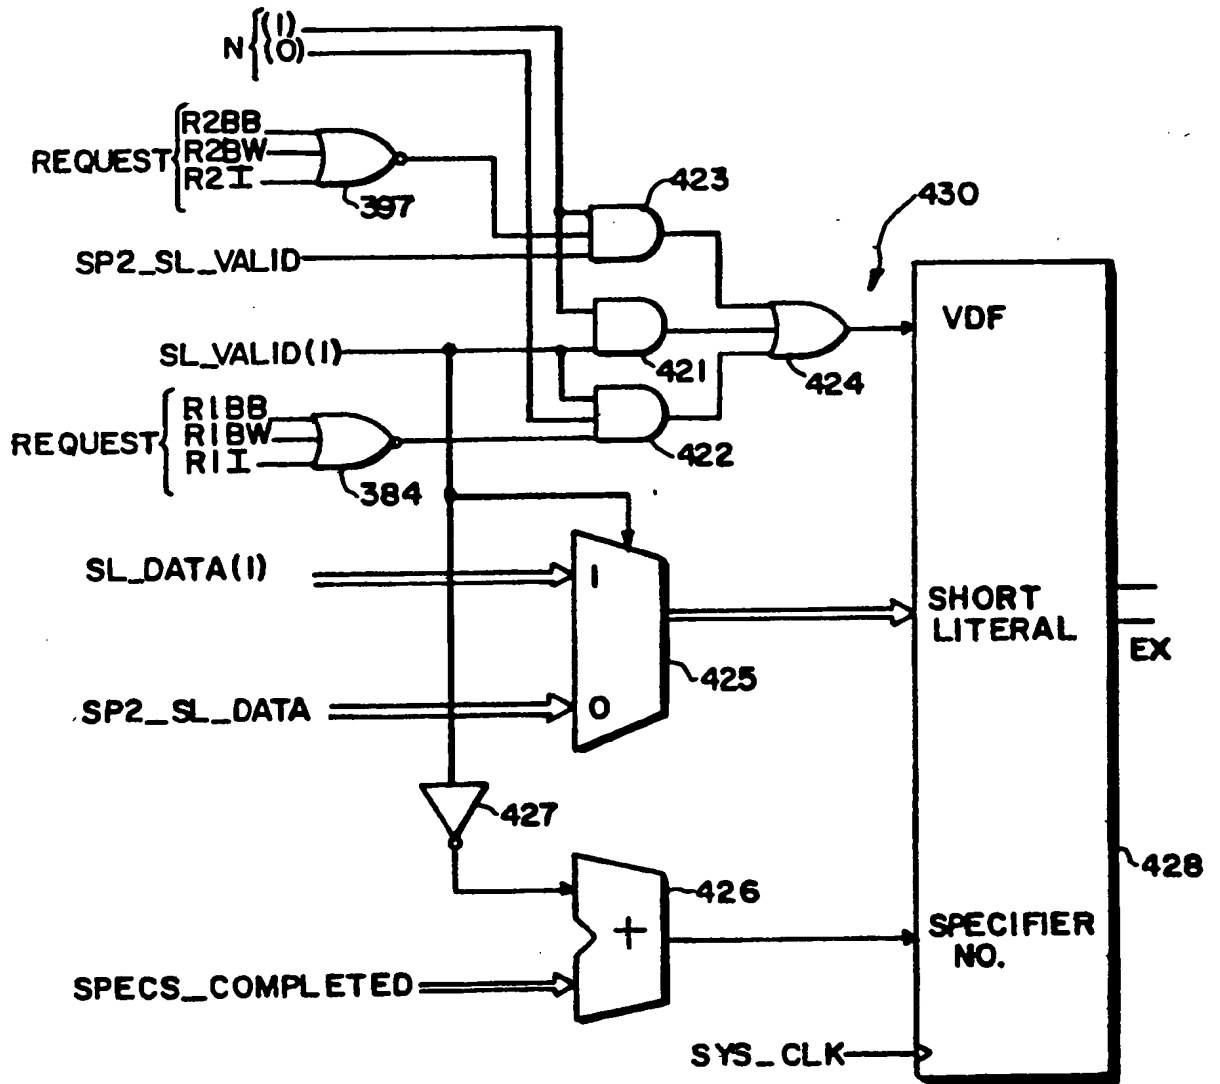 N { (1)
(0)
REQUEST { R2BB
R2BW
R2I
397
423
430
SP2_SL_VALID
VDF
SL_VALID(1)
421
424
REQUEST { R1BB
R1BW
R1I
422
384
SL_DATA(1)
1
SHORT
LITERAL
EX
425
SP2_SL_DATA
0
427
428
426
+
SPECIFIER
NO.
SPECS_COMPLETED
SYS_CLK